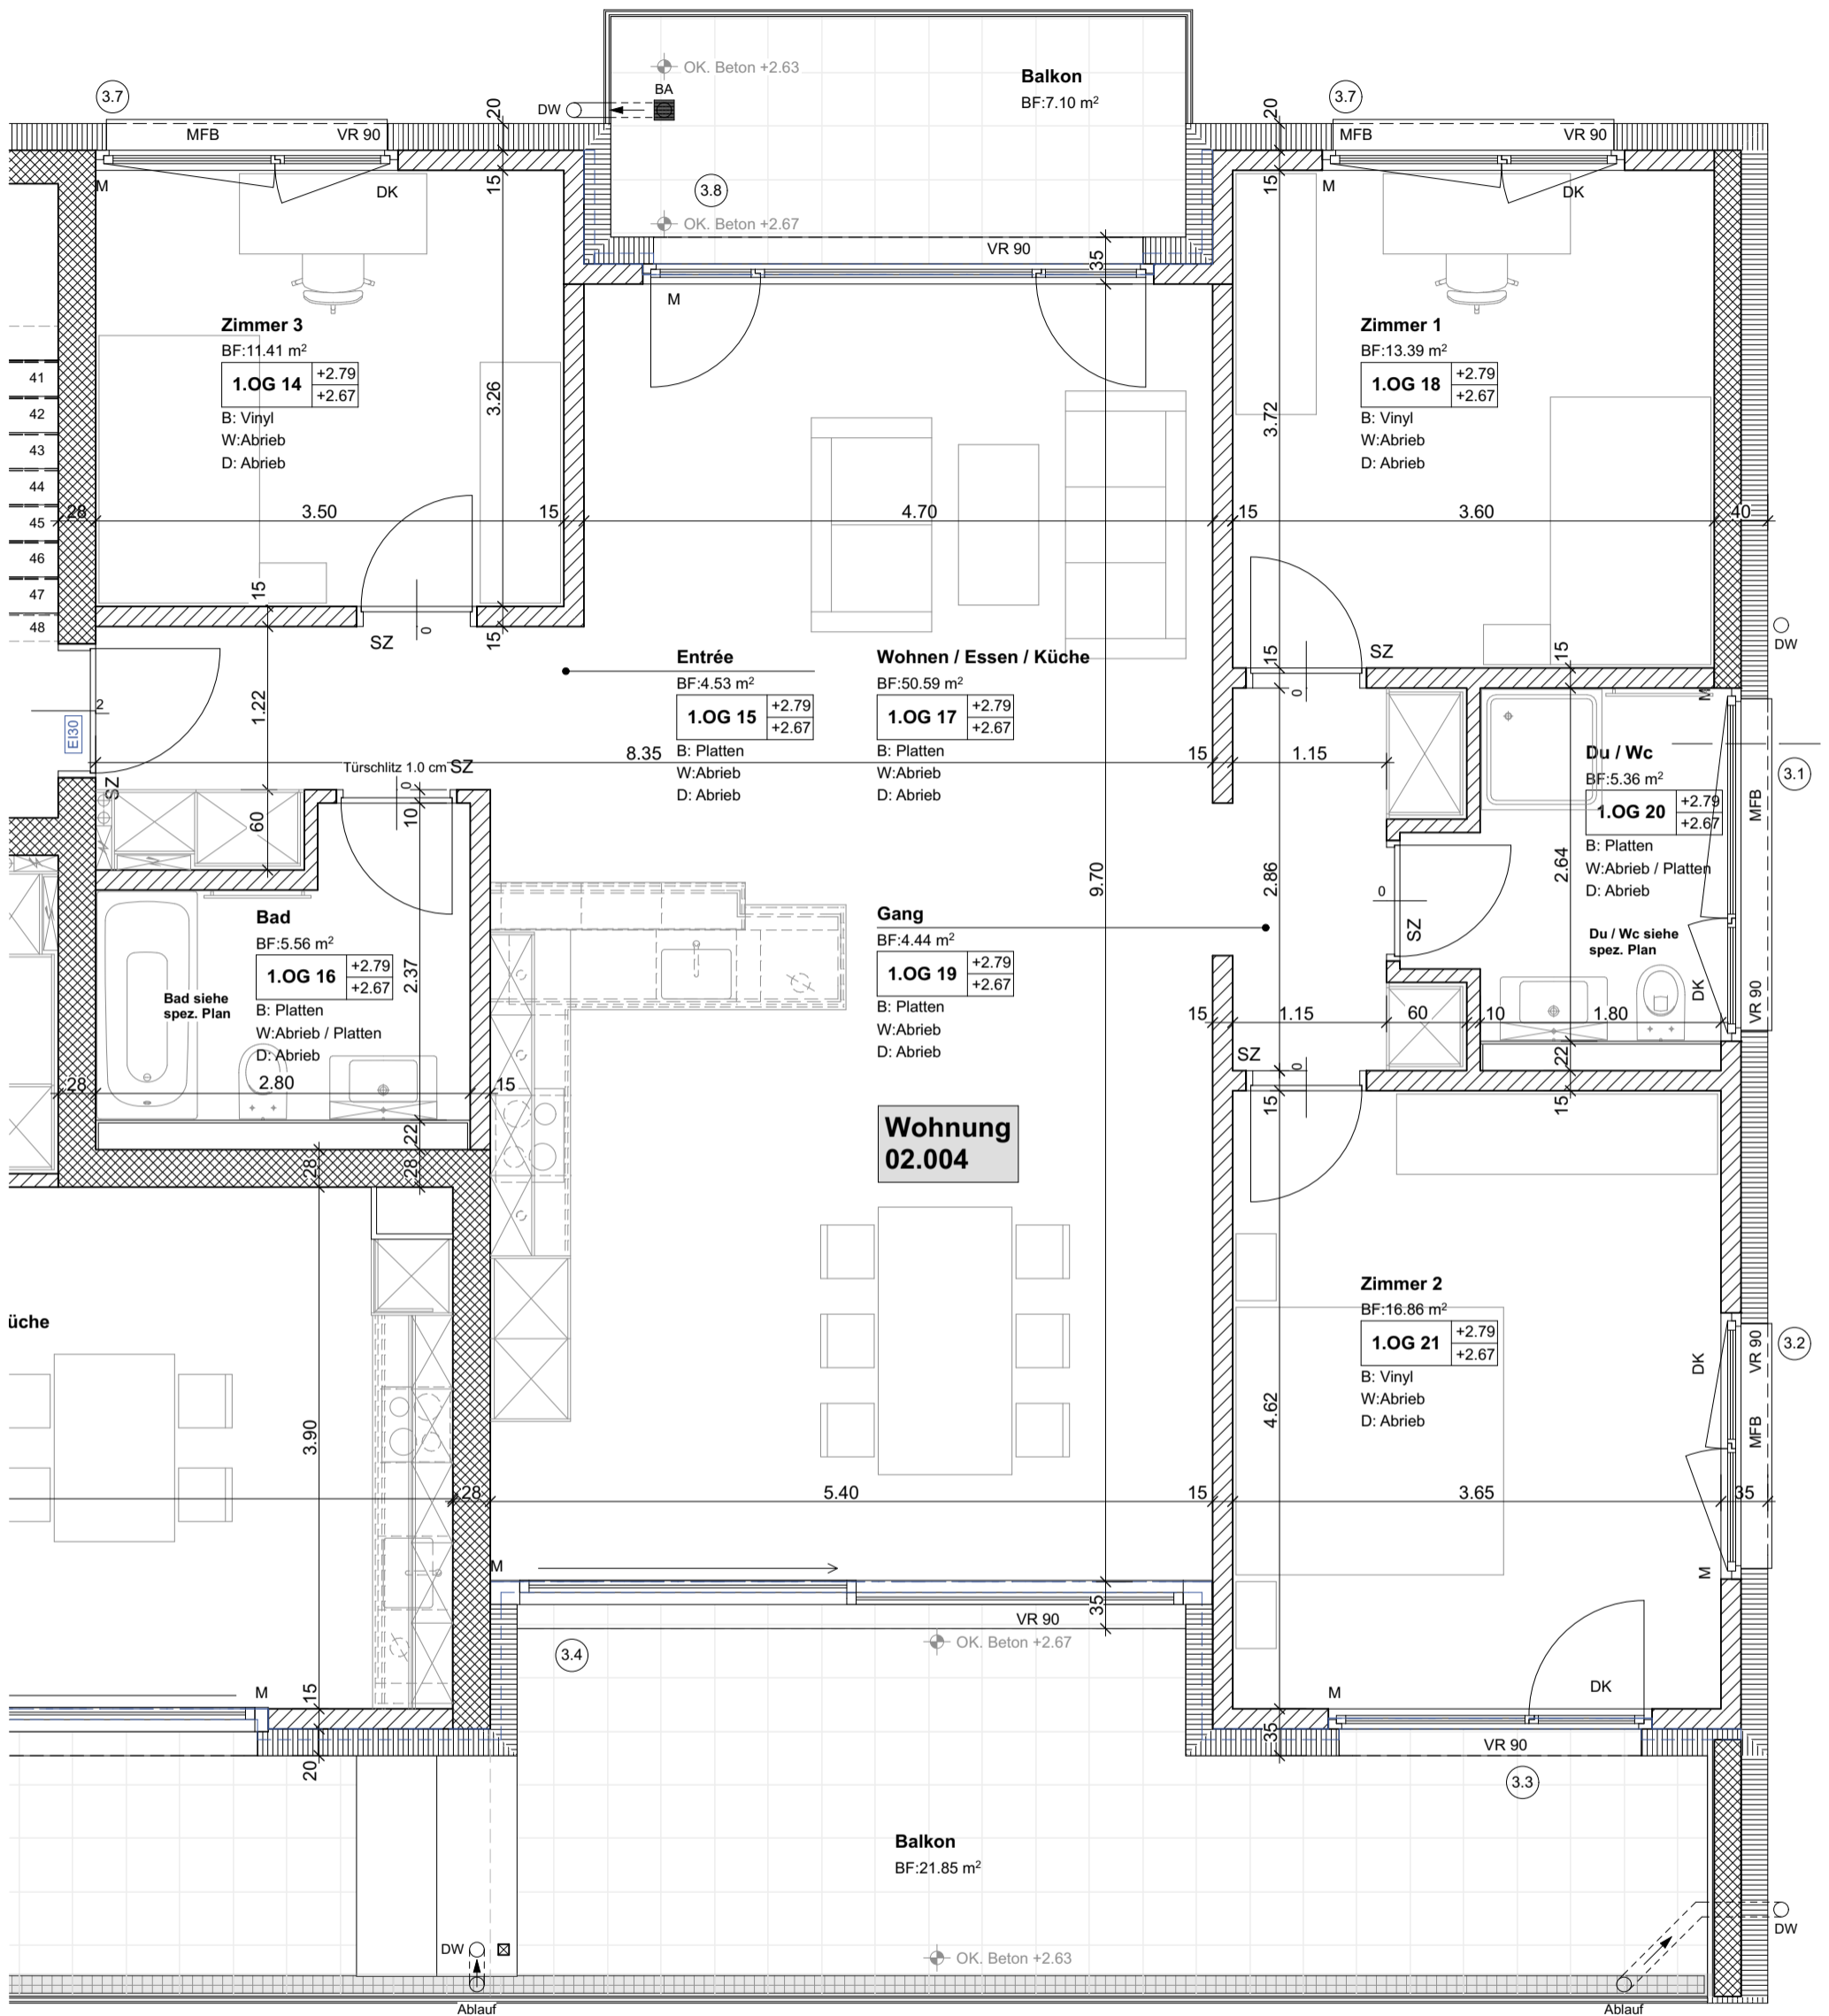 OK. Beton +2.63
Balkon
BF:7.10 m²
BA
DW
3.7
20
20
3.7
MFB
VR 90
MFB
VR 90
M
DK
15
3.8
15
M
DK
OK. Beton +2.67
VR 90
35
M
Zimmer 3
BF:11.41 m²
1.OG 14
+2.79
+2.67
B: Vinyl
W:Abrieb
D: Abrieb
Zimmer 1
BF:13.39 m²
1.OG 18
+2.79
+2.67
B: Vinyl
W:Abrieb
D: Abrieb
41
42
43
44
45
46
47
48
3.26
3.72
28
3.50
15
4.70
15
3.60
40
15
SZ
0
15
15
SZ
0
15
DW
1.22
2
EI30
SZ
Entrée
BF:4.53 m²
1.OG 15
+2.79
+2.67
B: Platten
W:Abrieb
D: Abrieb
Wohnen / Essen / Küche
BF:50.59 m²
1.OG 17
+2.79
+2.67
B: Platten
W:Abrieb
D: Abrieb
8.35
15
1.15
Türschlitz 1.0 cm
SZ
0
10
60
M
Du / Wc
BF:5.36 m²
1.OG 20
+2.79
+2.67
B: Platten
W:Abrieb / Platten
D: Abrieb
Du / Wc siehe
spez. Plan
3.1
MFB
2.64
2.86
9.70
0
SZ
DK
VR 90
Bad
BF:5.56 m²
1.OG 16
+2.79
+2.67
B: Platten
W:Abrieb / Platten
D: Abrieb
Bad siehe
spez. Plan
2.37
Gang
BF:4.44 m²
1.OG 19
+2.79
+2.67
B: Platten
W:Abrieb
D: Abrieb
15
1.15
60
10
1.80
SZ
0
22
15
15
28
2.80
15
22
28
28
Wohnung
02.004
üche
Zimmer 2
BF:16.86 m²
1.OG 21
+2.79
+2.67
B: Vinyl
W:Abrieb
D: Abrieb
DK
VR 90
3.2
MFB
3.90
4.62
28
5.40
15
3.65
35
M
M
35
VR 90
OK. Beton +2.67
3.4
M
15
M
DK
35
VR 90
20
3.3
Balkon
BF:21.85 m²
DW
OK. Beton +2.63
DW
Ablauf
Ablauf